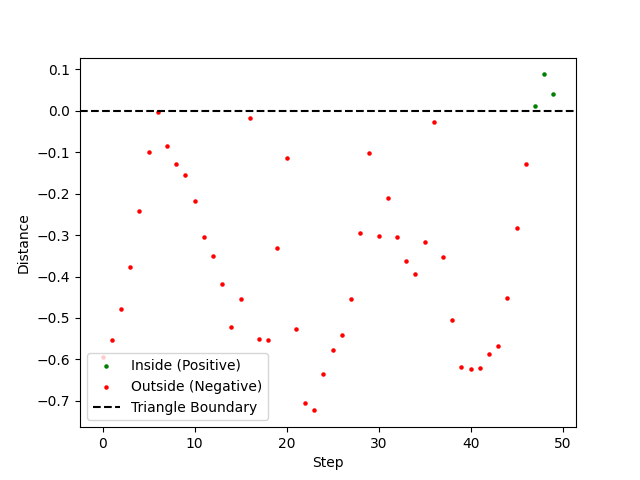 0.1
0.0
−0.1
−0.2
−0.3
−0.4
−0.5
−0.6
−0.7
Distance
Inside (Positive)
Outside (Negative)
Triangle Boundary
0 10 20 30 40 50
Step